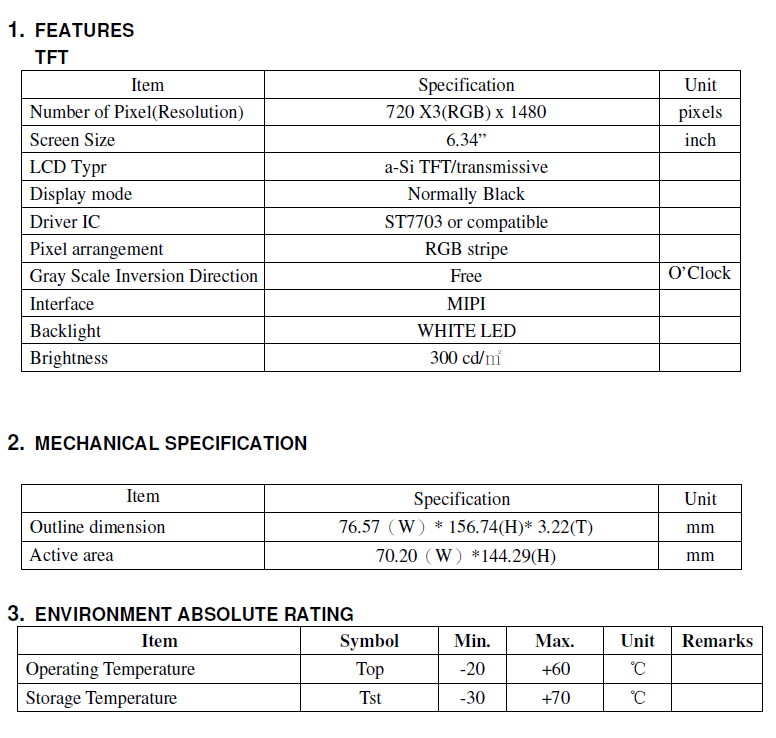 1. FEATURES
TFT
Item Specification Unit
Number of Pixel(Resolution) 720 X3(RGB) x 1480 pixels
Screen Size 6.34” inch
LCD Typr a-Si TFT/transmissive
Display mode Normally Black
Driver IC ST7703 or compatible
Pixel arrangement RGB stripe
Gray Scale Inversion Direction Free O’Clock
Interface MIPI
Backlight WHITE LED
Brightness 300 cd/㎡
2. MECHANICAL SPECIFICATION
Item Specification Unit
Outline dimension 76.57（W）* 156.74(H)* 3.22(T) mm
Active area 70.20（W）*144.29(H) mm
3. ENVIRONMENT ABSOLUTE RATING
Item Symbol Min. Max. Unit Remarks
Operating Temperature Top -20 +60 ℃
Storage Temperature Tst -30 +70 ℃